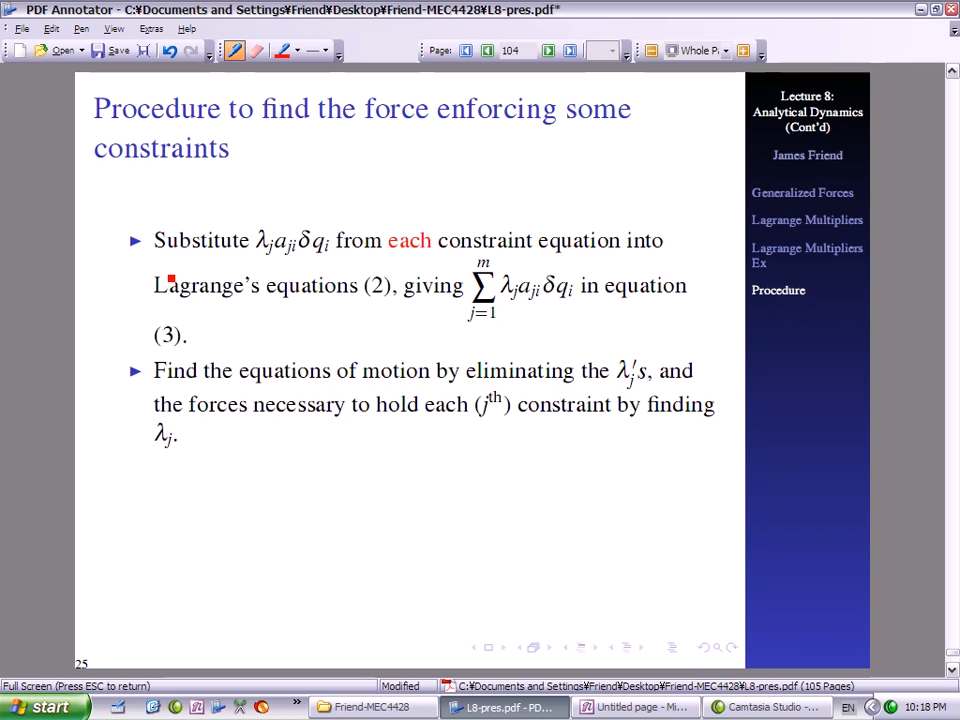 PDF Annotator - C:¥Documents and Settings¥Friend¥Desktop¥Friend-MEC4428¥L8-pres.pdf*
File Edit Pen View Extras Help
Open Save Page: 104 Whole P
Procedure to find the force enforcing some
constraints
▶ Substitute λ_j a_{ji} δq_i from each constraint equation into
Lagrange's equations (2), giving \sum_{j=1}^{m} λ_j a_{ji} δq_i in equation
(3).
▶ Find the equations of motion by eliminating the λ'_j s, and
the forces necessary to hold each (j^th) constraint by finding
λ_j.
25
Lecture 8:
Analytical Dynamics
(Cont'd)
James Friend
Generalized Forces
Lagrange Multipliers
Lagrange Multipliers
Ex
Procedure
Full Screen (Press ESC to return) Modified C:¥Documents and Settings¥Friend¥Desktop¥Friend-MEC4428¥L8-pres.pdf (105 Pages)
start » Friend-MEC4428 L8-pres.pdf - PD... Untitled page - Mi... Camtasia Studio -... EN 10:18 PM